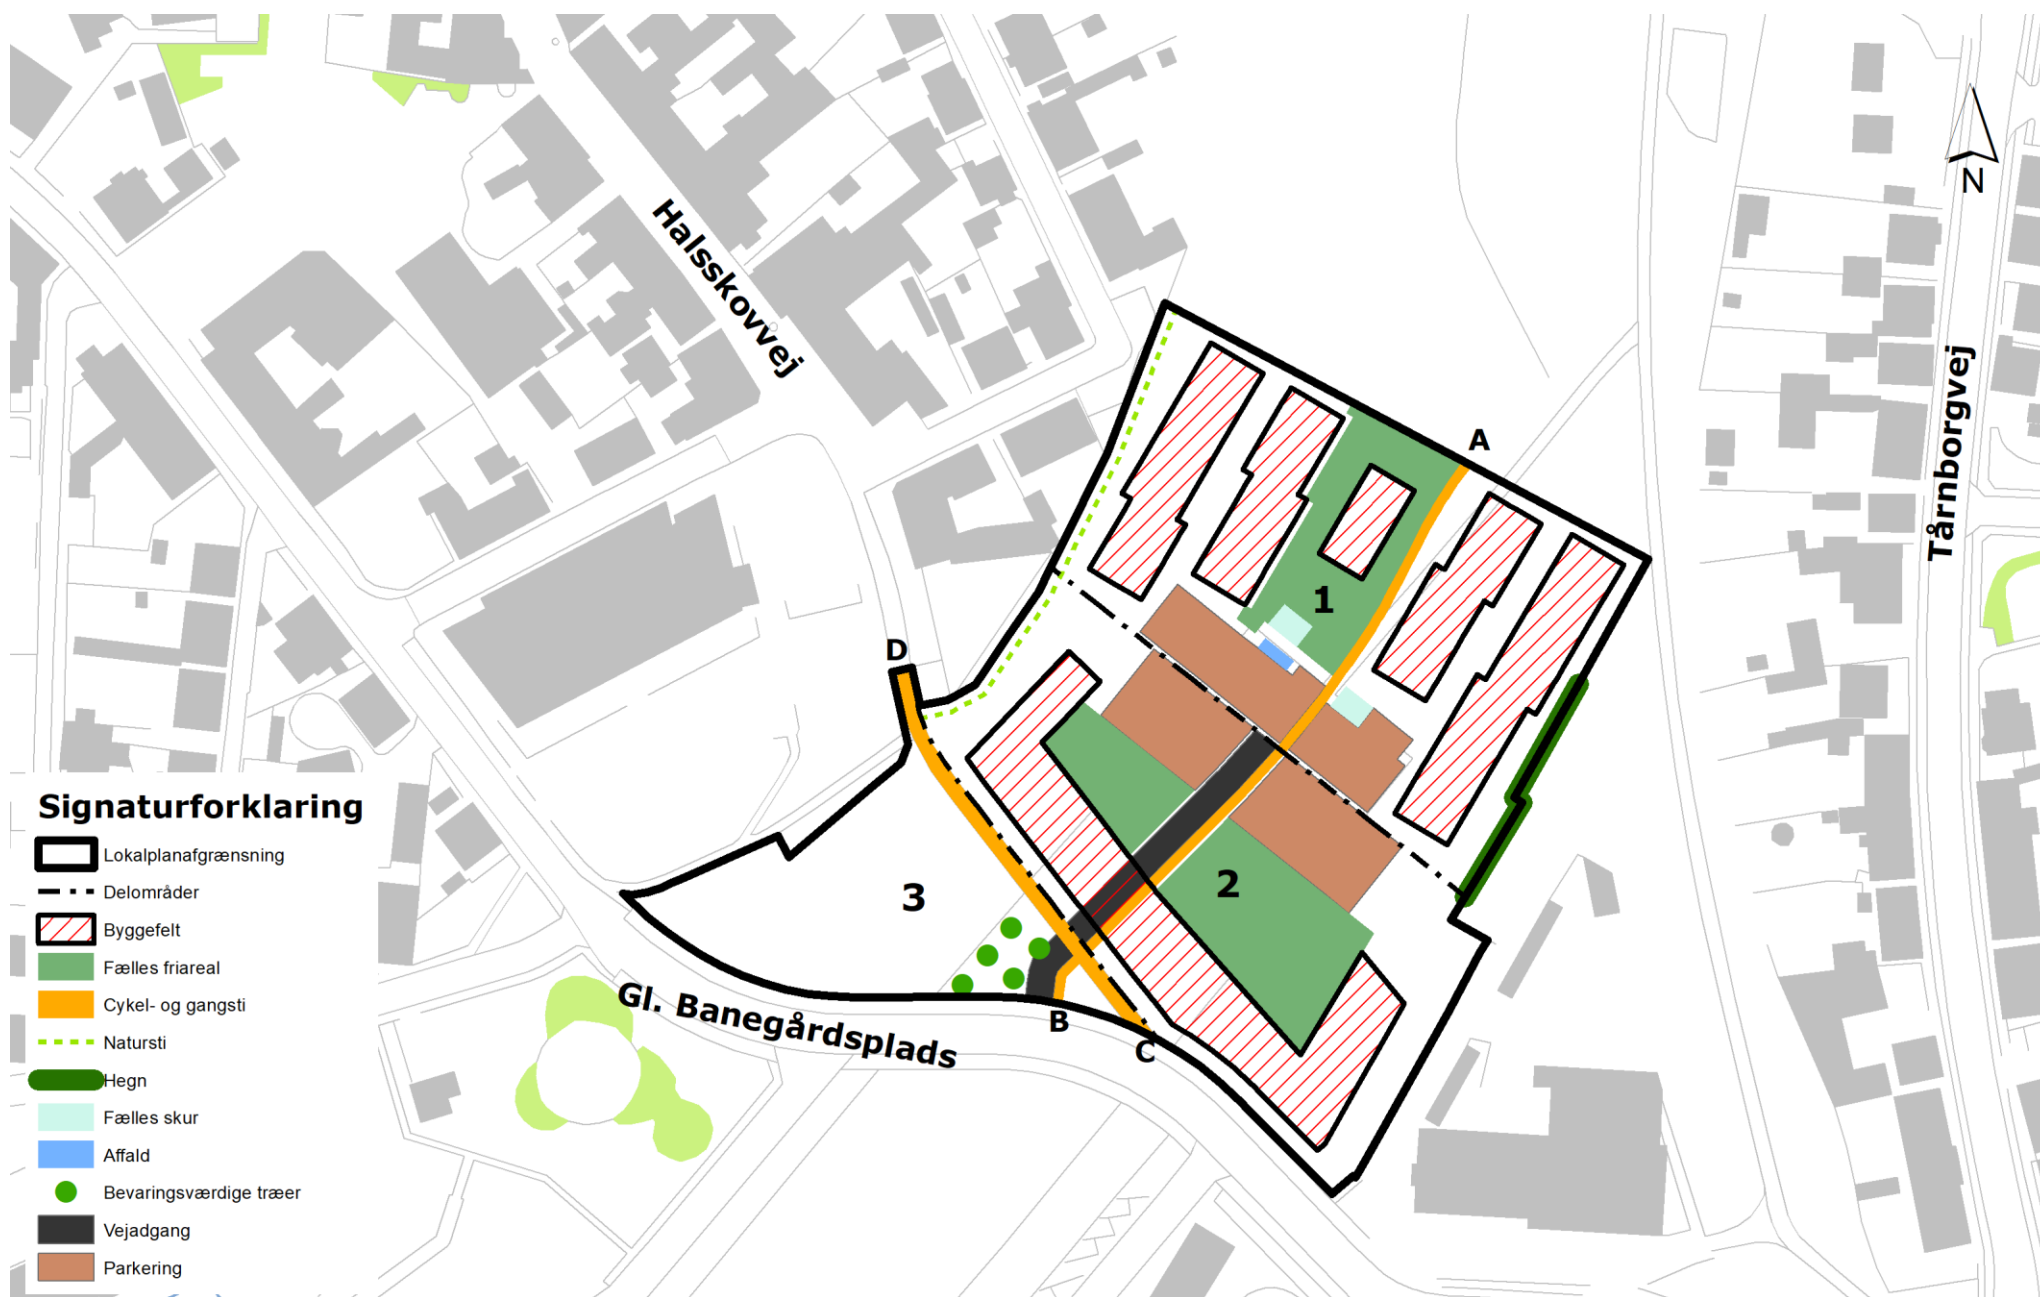 Halsskovvej
Tårnborgvej
N
A
1
D
2
3
B
C
Gl. Banegårdsplads
Signaturforklaring
Lokalplanafgrænsning
Delområder
Byggefelt
Fælles friareal
Cykel- og gangsti
Natursti
Hegn
Fælles skur
Affald
Bevaringsværdige træer
Vejadgang
Parkering